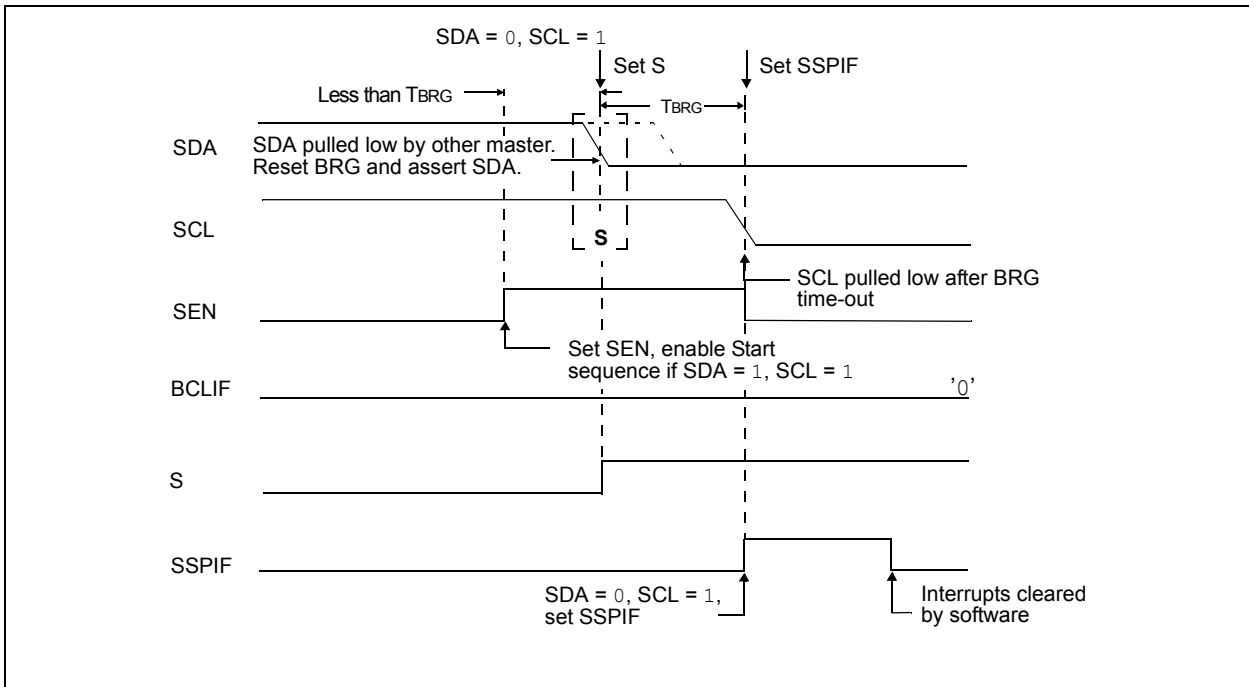 SDA = 0, SCL = 1
Set S
Set SSPIF
Less than TBRG
TBRG
SDA
SDA pulled low by other master.
Reset BRG and assert SDA.
SCL
S
SCL pulled low after BRG
time-out
SEN
Set SEN, enable Start
sequence if SDA = 1, SCL = 1
BCLIF
'0'
S
SSPIF
SDA = 0, SCL = 1,
set SSPIF
Interrupts cleared
by software